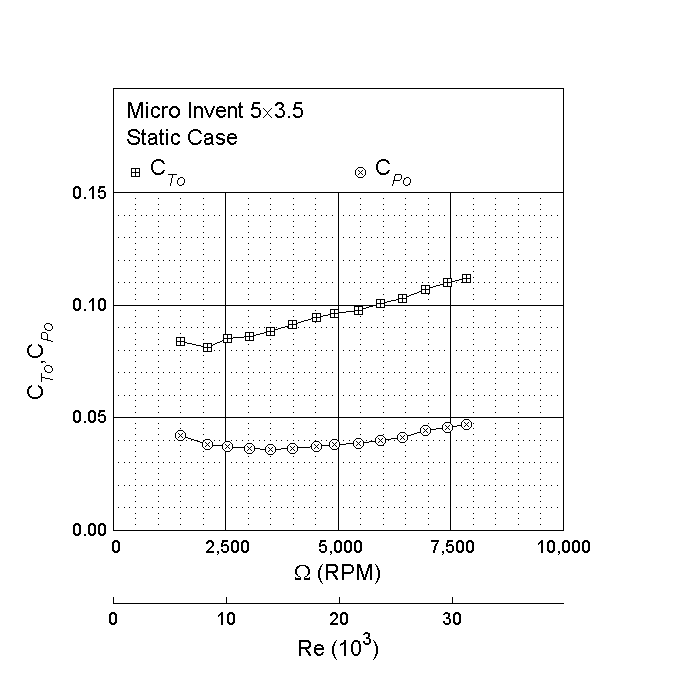 Micro Invent 5×3.5
Static Case
C_To C_Po
0.15
0.10
0.05
0.00
C_To, C_Po
0 2,500 5,000 7,500 10,000
Ω (RPM)
0 10 20 30
Re (10³)